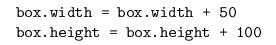 box.width = box.width + 50
box.height = box.height + 100